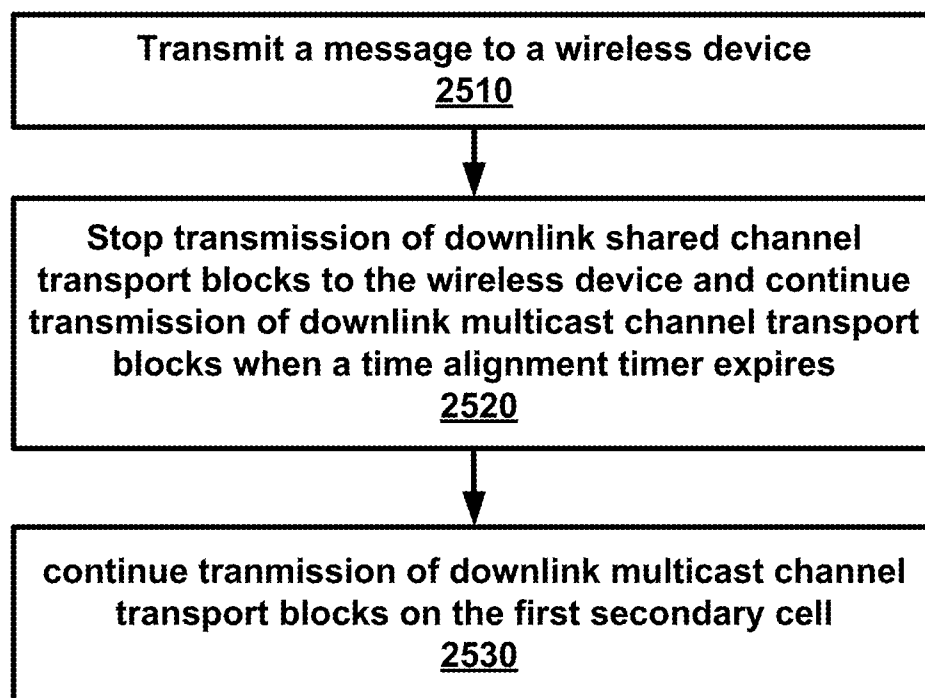 Transmit a message to a wireless device
2510
Stop transmission of downlink shared channel
transport blocks to the wireless device and continue
transmission of downlink multicast channel transport
blocks when a time alignment timer expires
2520
continue tranmission of downlink multicast channel
transport blocks on the first secondary cell
2530